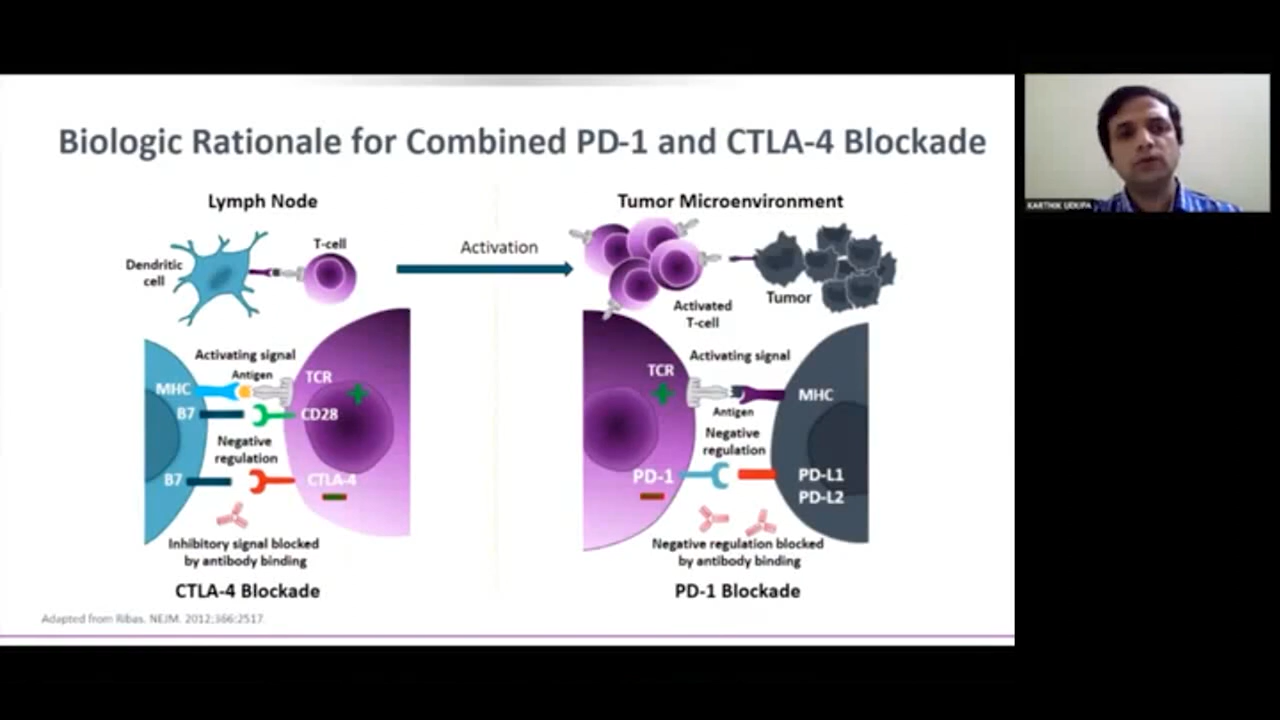 Biologic Rationale for Combined PD-1 and CTLA-4 Blockade
Lymph Node
Dendritic
cell
T-cell
Activation
Tumor Microenvironment
Activated
T-cell
Tumor
Activating signal
Antigen
MHC
TCR
B7
CD28
Negative
regulation
B7
CTLA-4
Inhibitory signal blocked
by antibody binding
CTLA-4 Blockade
TCR
Activating signal
MHC
Antigen
Negative
regulation
PD-1
PD-L1
PD-L2
Negative regulation blocked
by antibody binding
PD-1 Blockade
Adapted from Ribas. NEJM. 2012;366:2517.
KARTHIK UDUPA